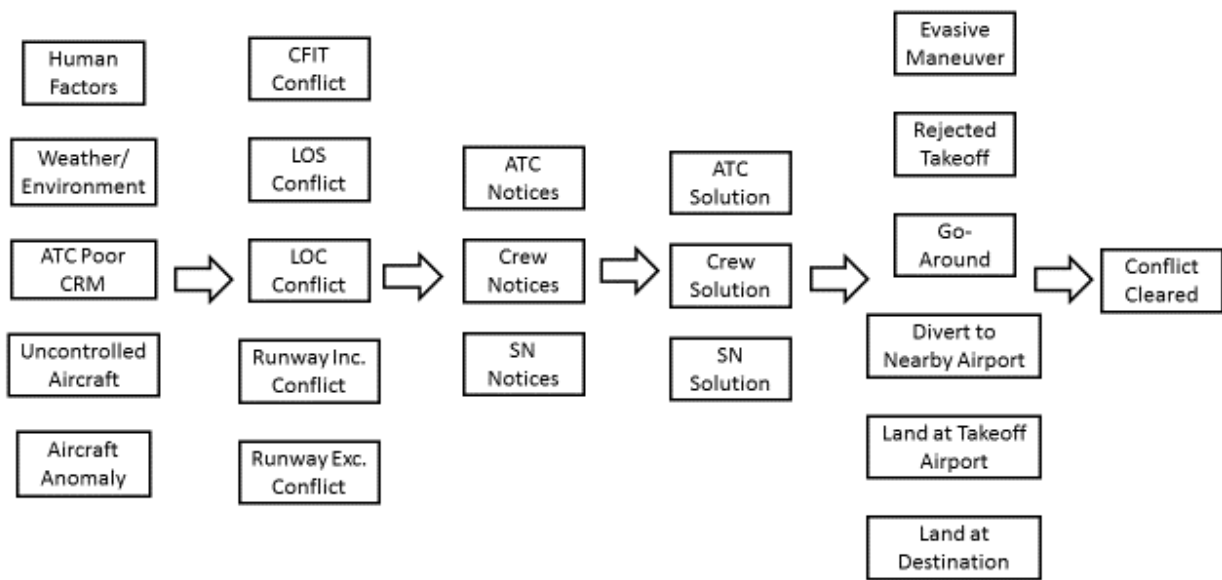 Human
Factors
Weather/
Environment
ATC Poor
CRM
Uncontrolled
Aircraft
Aircraft
Anomaly
CFIT
Conflict
LOS
Conflict
LOC
Conflict
Runway Inc.
Conflict
Runway Exc.
Conflict
ATC
Notices
Crew
Notices
SN
Notices
ATC
Solution
Crew
Solution
SN
Solution
Evasive
Maneuver
Rejected
Takeoff
Go-
Around
Divert to
Nearby Airport
Land at Takeoff
Airport
Land at
Destination
Conflict
Cleared